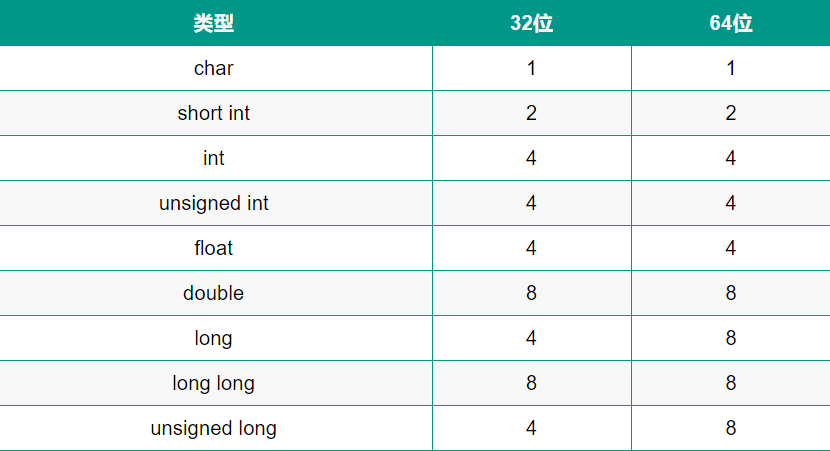 类型 32位 64位
char 1 1
short int 2 2
int 4 4
unsigned int 4 4
float 4 4
double 8 8
long 4 8
long long 8 8
unsigned long 4 8